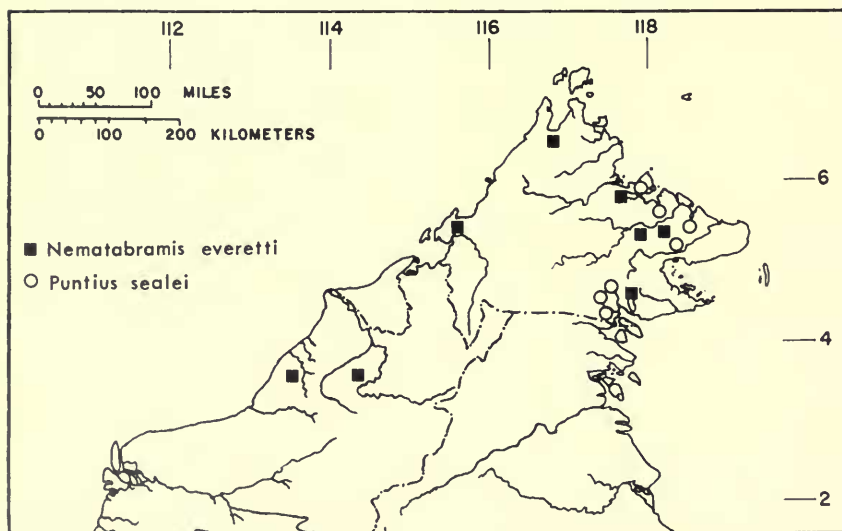 112 114 116 118
0 50 100 MILES
0 100 200 KILOMETERS
6
■ Nematabramis everetti
○ Puntius sealei
4
2